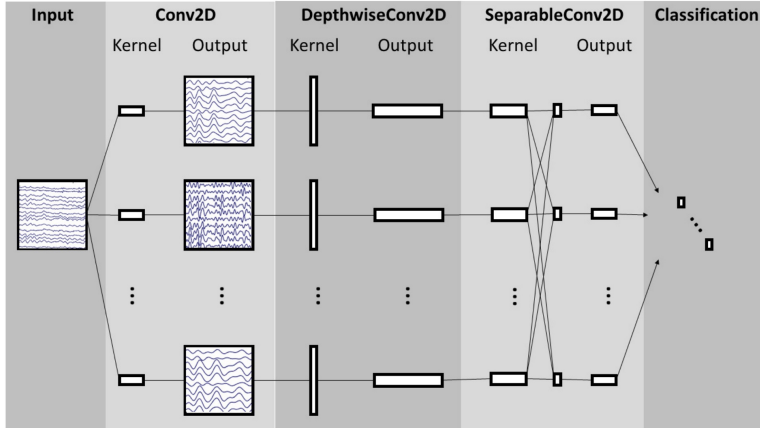 Input Conv2D DepthwiseConv2D SeparableConv2D Classification
Kernel Output Kernel Output Kernel Output